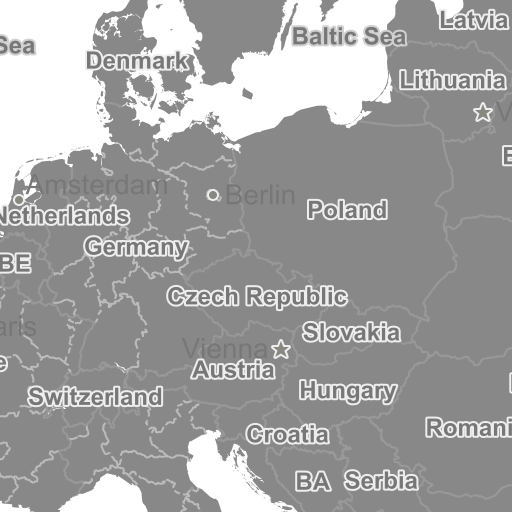 Latvia
Sea
Baltic Sea
Denmark
Lithuania
V
E
Amsterdam
Berlin
Netherlands
Poland
Germany
BE
Czech Republic
aris
Slovakia
Vienna
e
Austria
Switzerland
Hungary
Croatia
Romani
BA
Serbia